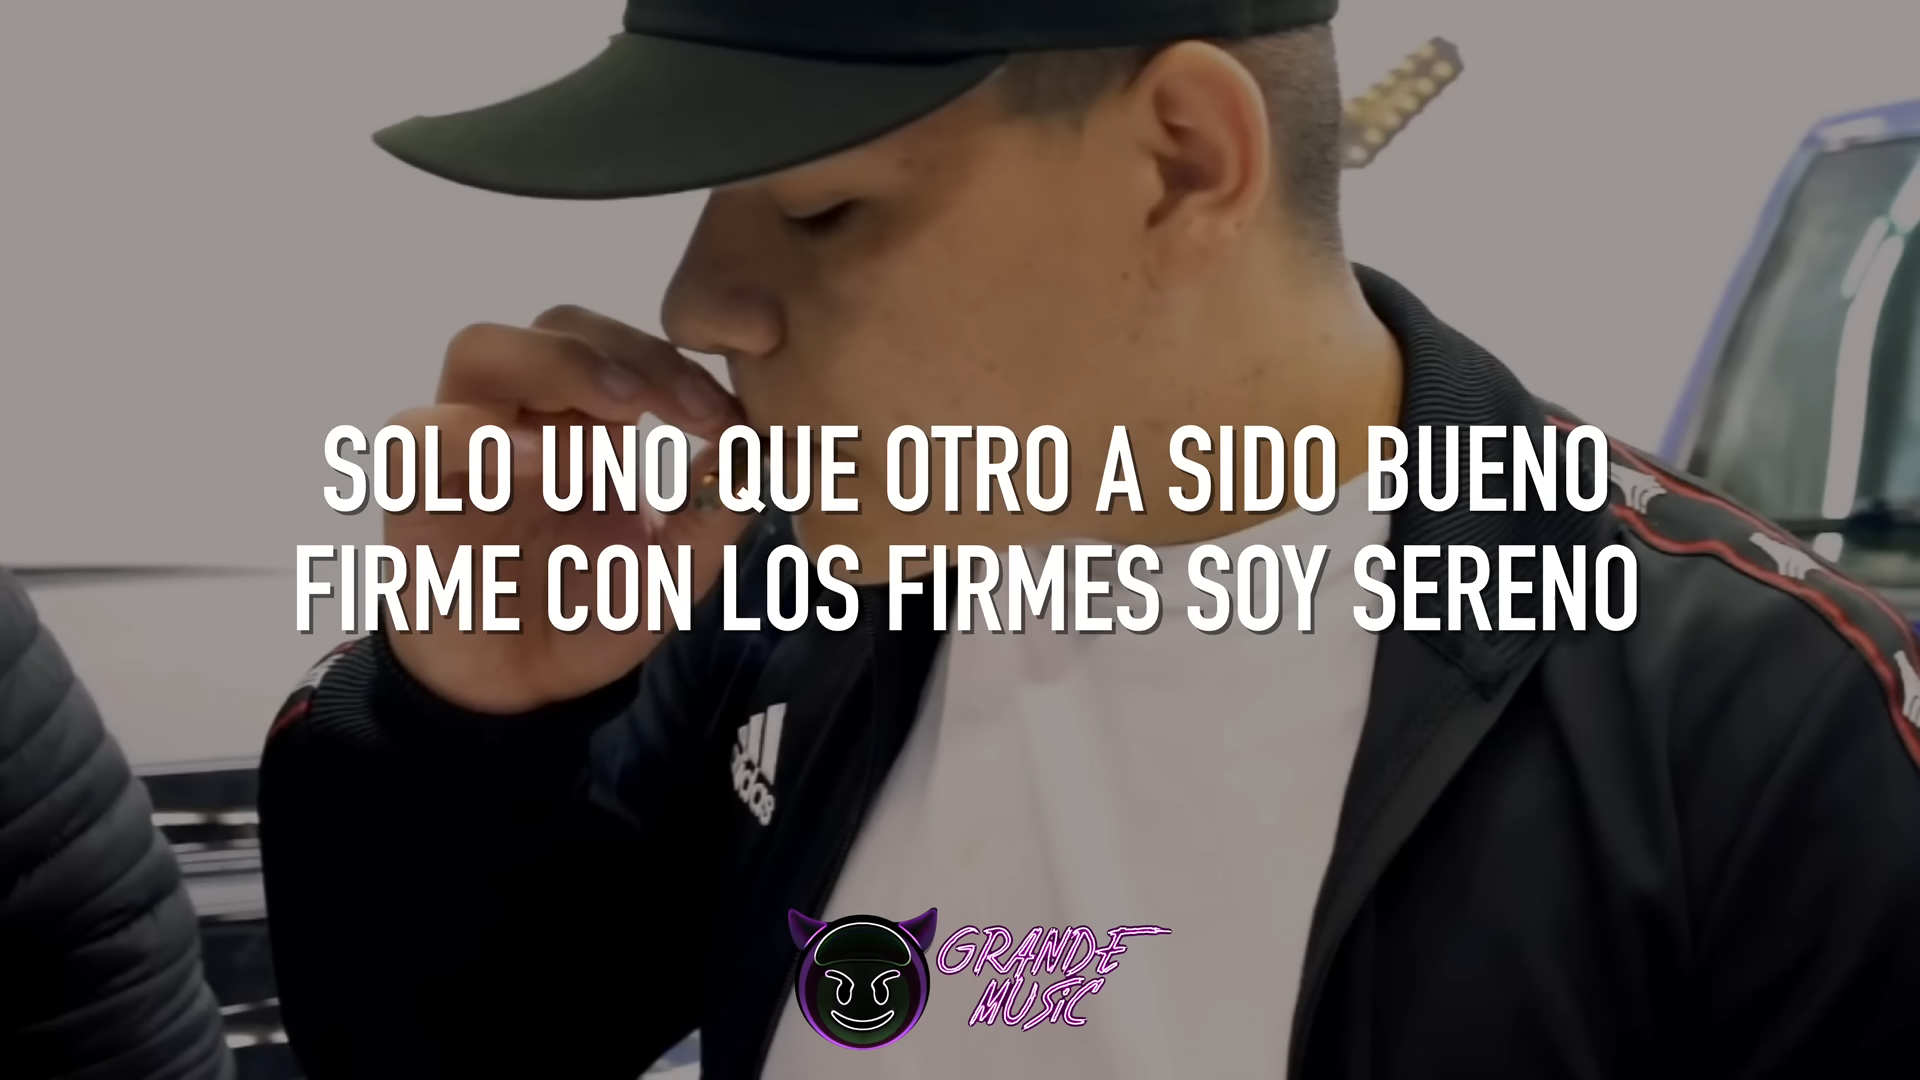 SOLO UNO QUE OTRO A SIDO BUENO
FIRME CON LOS FIRMES SOY SERENO
adidas
GRANDE
MUSIC